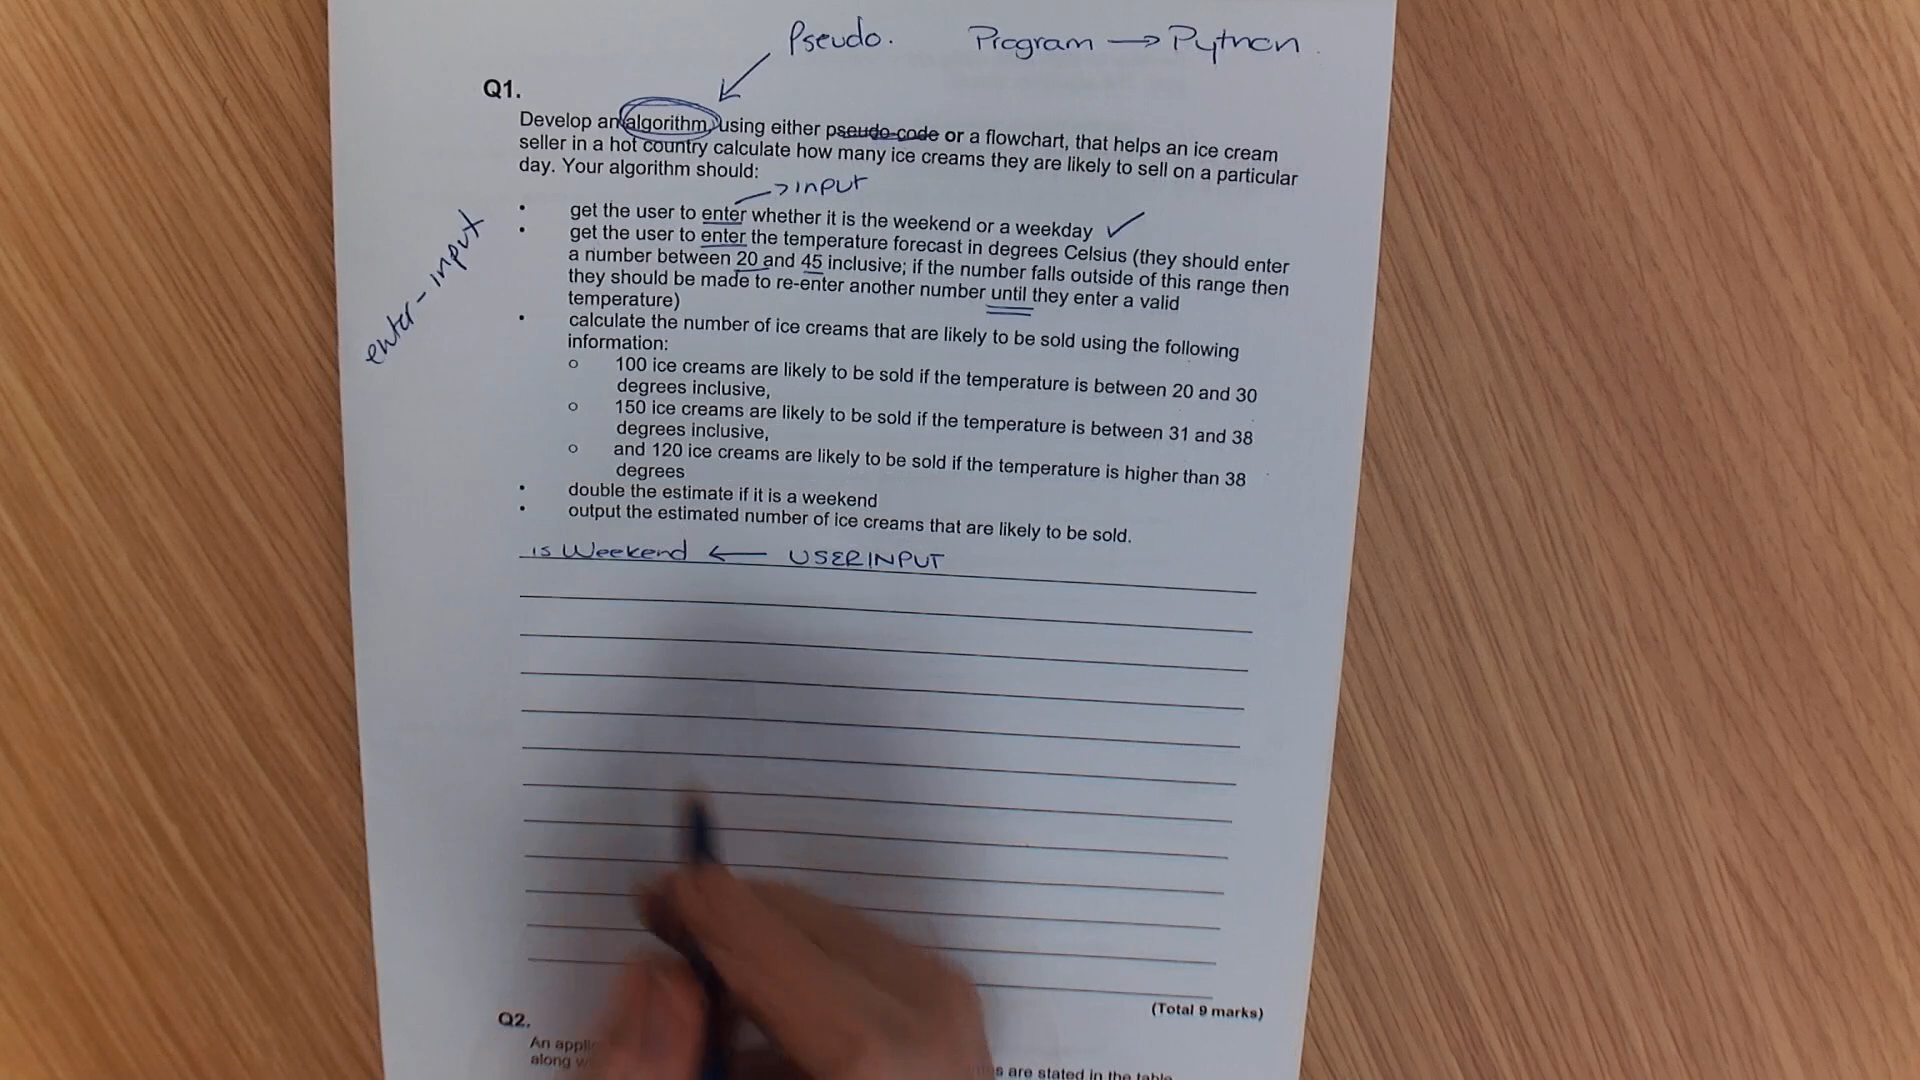 Pseudo. Program → Python.
Q1.
Develop an algorithm, using either pseudo-code or a flowchart, that helps an ice cream
seller in a hot country calculate how many ice creams they are likely to sell on a particular
day. Your algorithm should:
→ input
• get the user to enter whether it is the weekend or a weekday ✓
• get the user to enter the temperature forecast in degrees Celsius (they should enter
a number between 20 and 45 inclusive; if the number falls outside of this range then
they should be made to re-enter another number until they enter a valid
temperature)
enter - input
• calculate the number of ice creams that are likely to be sold using the following
information:
o 100 ice creams are likely to be sold if the temperature is between 20 and 30
degrees inclusive,
o 150 ice creams are likely to be sold if the temperature is between 31 and 38
degrees inclusive,
o and 120 ice creams are likely to be sold if the temperature is higher than 38
degrees
• double the estimate if it is a weekend
• output the estimated number of ice creams that are likely to be sold.
is Weekend ← USERINPUT
(Total 9 marks)
Q2.
An
along
are stated in the table